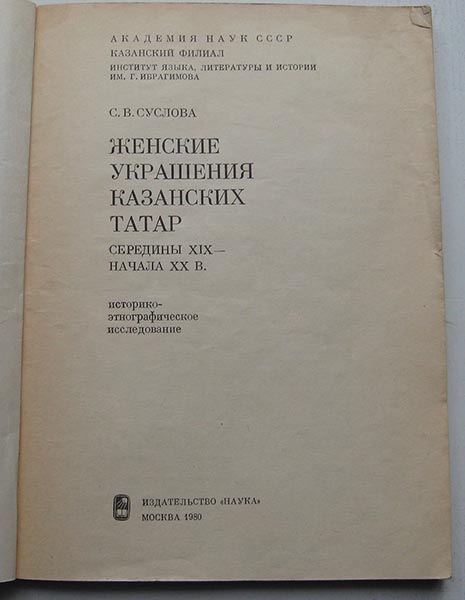 АКАДЕМИЯ НАУК СССР
КАЗАНСКИЙ ФИЛИАЛ
ИНСТИТУТ ЯЗЫКА, ЛИТЕРАТУРЫ И ИСТОРИИ
ИМ. Г. ИБРАГИМОВА
С. В. СУСЛОВА
ЖЕНСКИЕ
УКРАШЕНИЯ
КАЗАНСКИХ
ТАТАР
СЕРЕДИНЫ XIX—
НАЧАЛА XX В.
историко-
этнографическое
исследование
ИЗДАТЕЛЬСТВО «НАУКА»
МОСКВА 1980